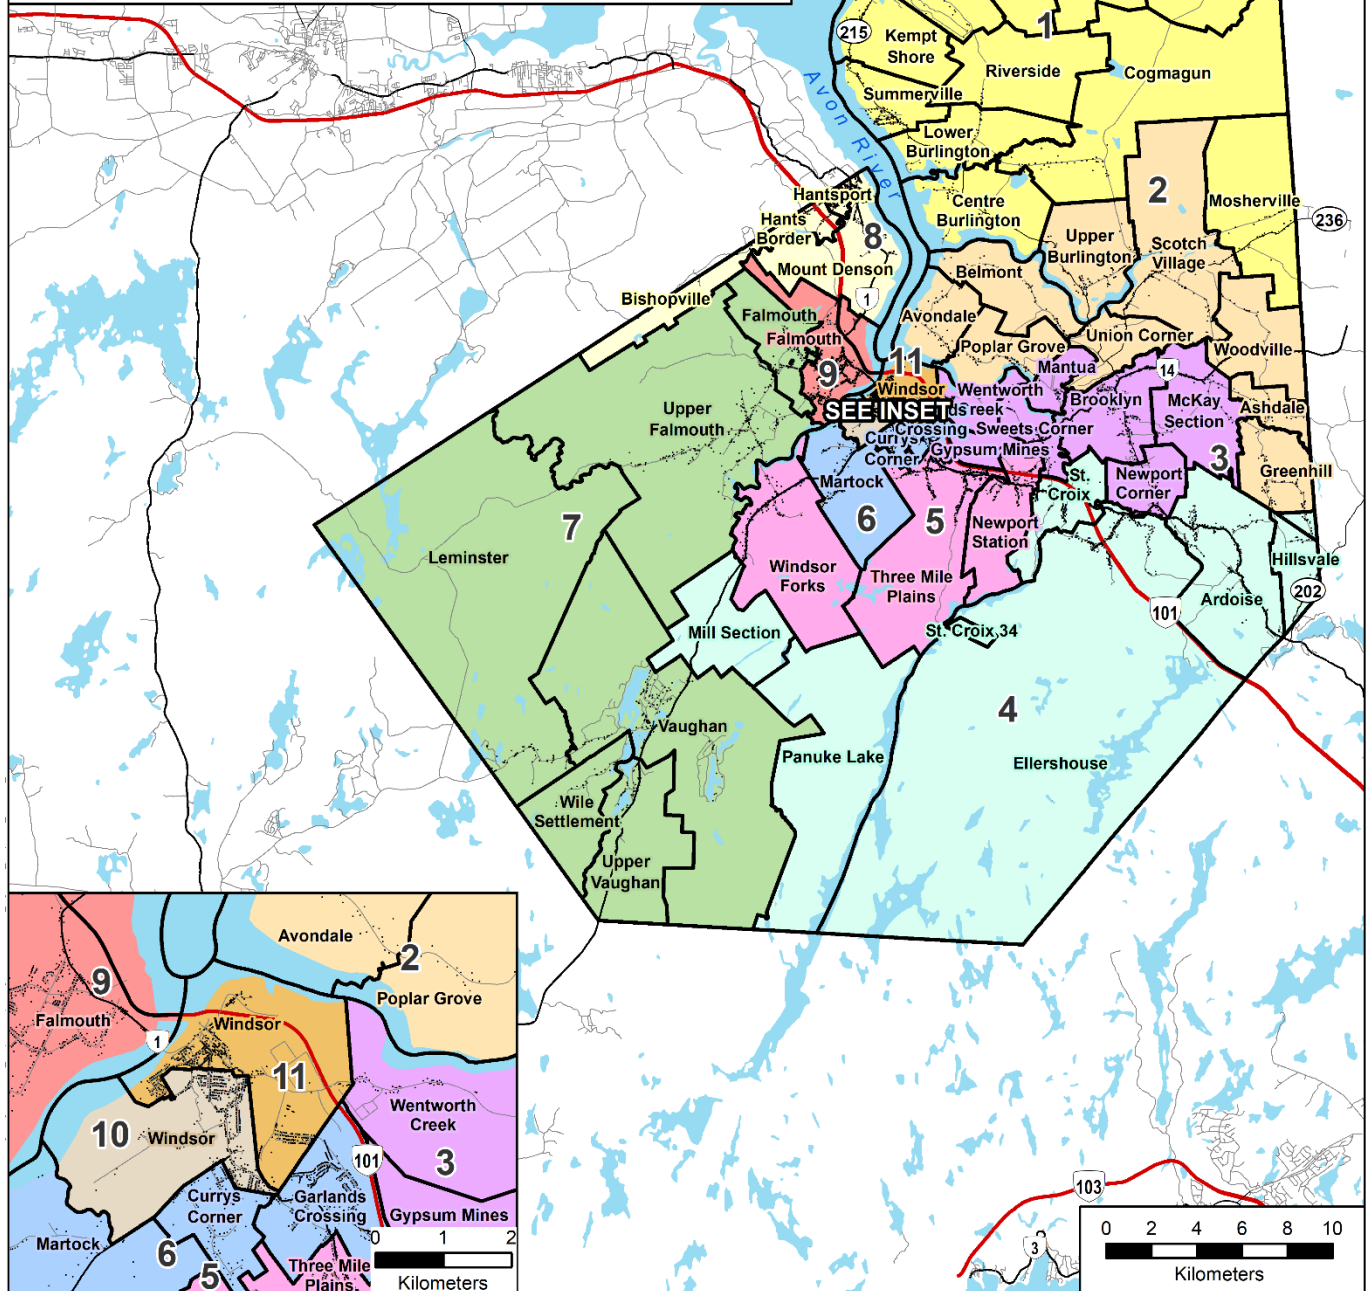 1
215
Kempt
Shore
Riverside
Cogmagun
Summerville
Avon River
Lower
Burlington
Hantsport
Centre
Burlington
2
Mosherville
236
Hants
Border
8
Upper
Burlington
Scotch
Village
Mount Denson
Belmont
Bishopville
1
Falmouth
Avondale
Falmouth
Union Corner
Poplar Grove
Woodville
11
9
Mantua
14
Windsor
Wentworth
Brooklyn
McKay
Section
Ashdale
SEE INSET
reek
Upper
Falmouth
Crossing
Sweets Corner
Currys
Corner
Gypsum Mines
3
Greenhill
Martock
St.
Croix
Newport
Corner
7
6
5
Newport
Station
Leminster
Hillsvale
Windsor
Forks
Three Mile
Plains
202
Ardoise
101
Mill Section
St. Croix 34
4
Vaughan
Panuke Lake
Ellershouse
Wile
Settlement
Upper
Vaughan
Avondale
2
9
Poplar Grove
Falmouth
Windsor
1
11
Wentworth
Creek
10
Windsor
101
3
Currys
Corner
Garlands
Crossing
Gypsum Mines
Martock
6
5
Three Mile
Plains
0 1 2
Kilometers
103
3
0 2 4 6 8 10
Kilometers